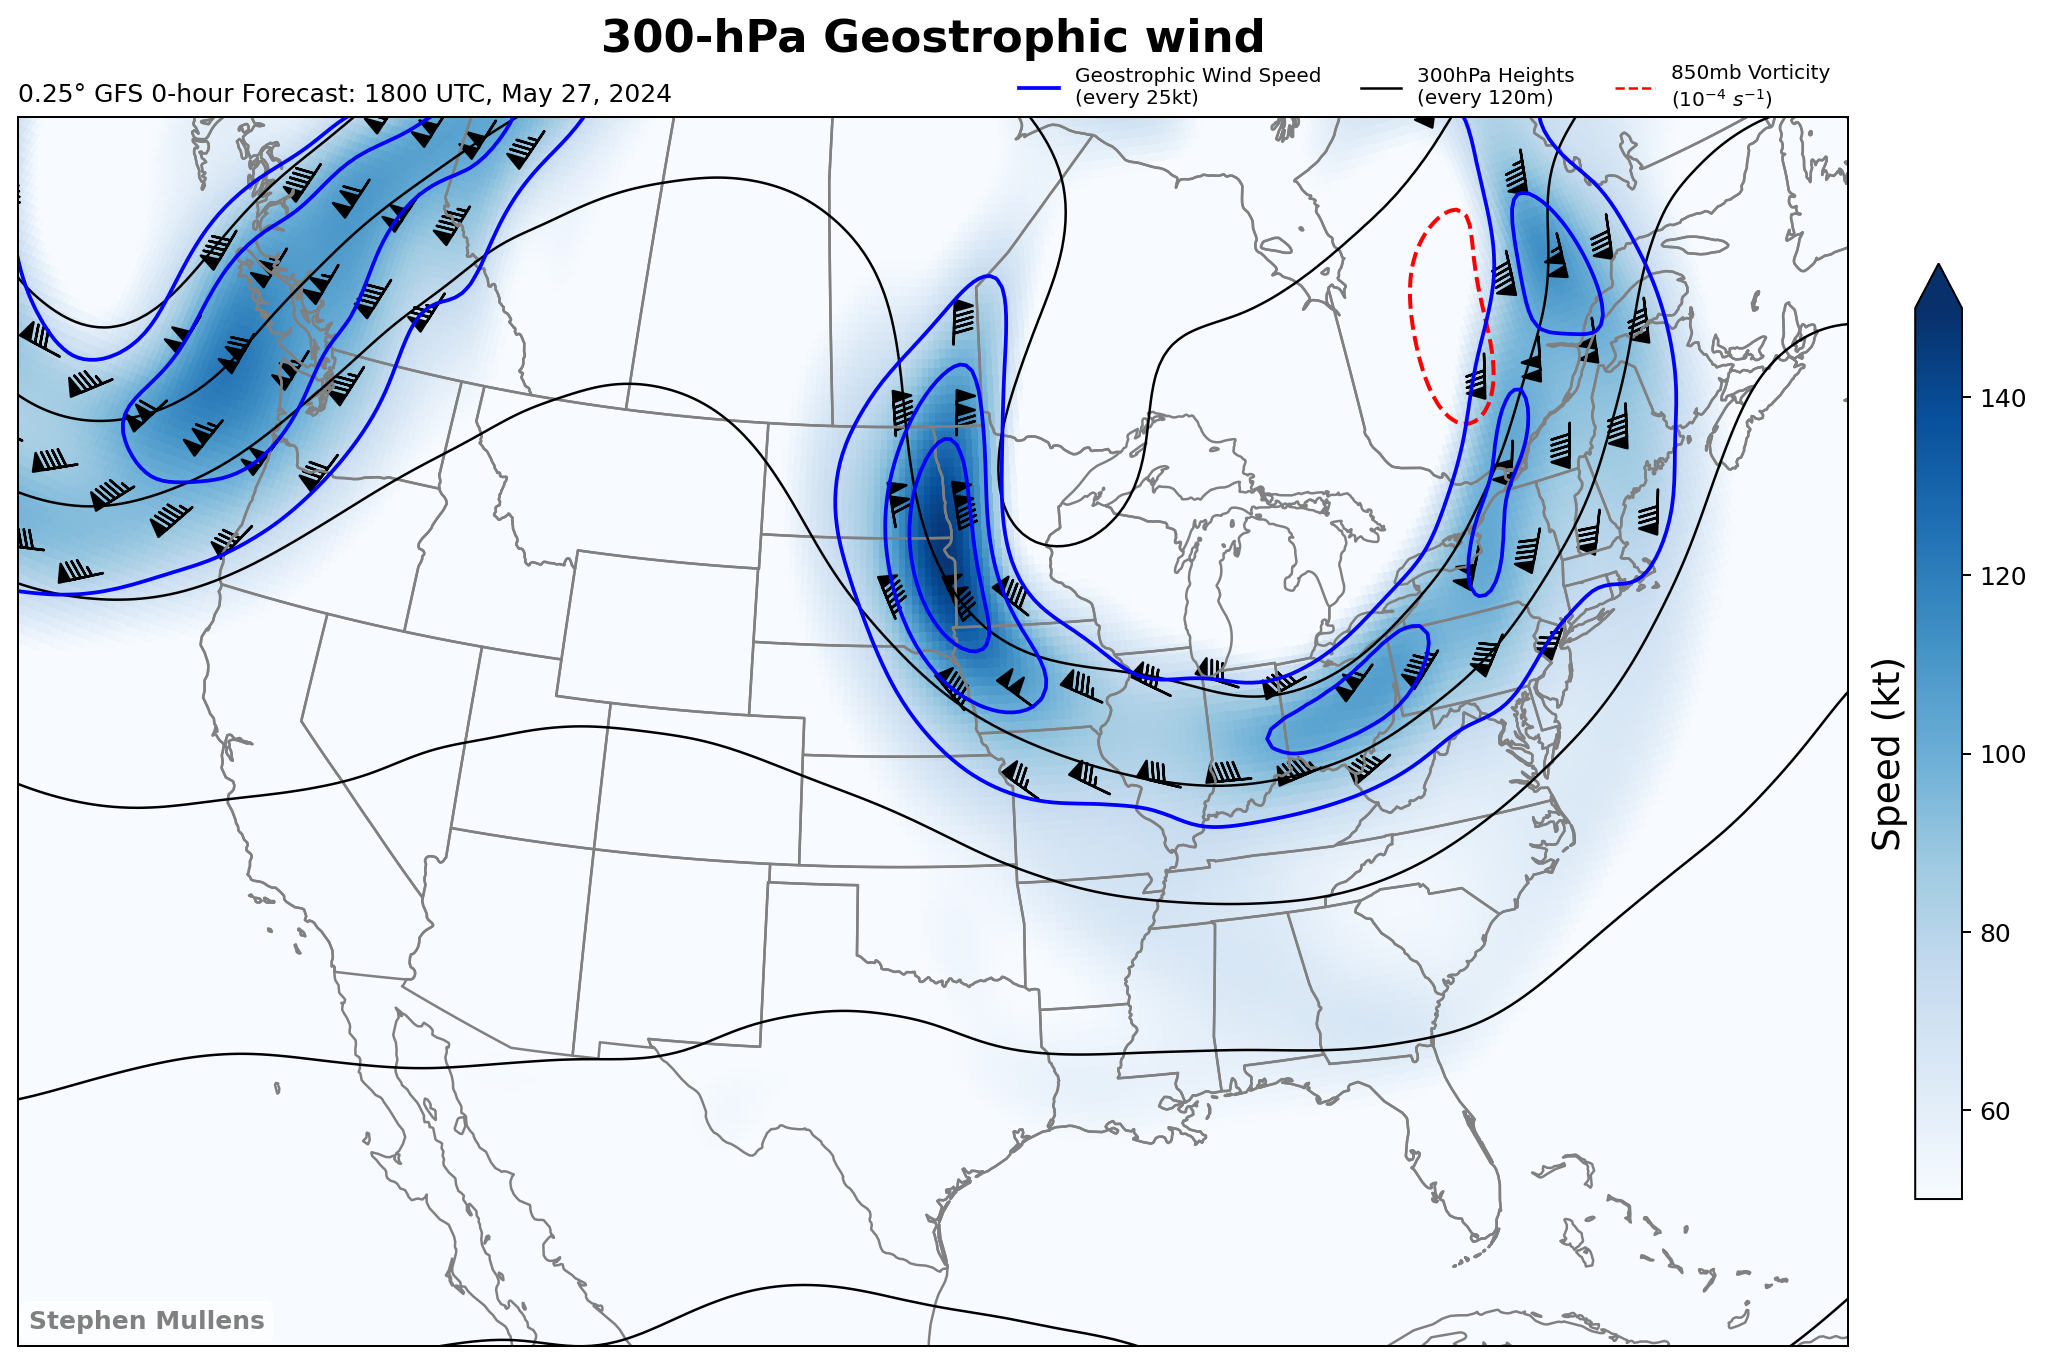 300-hPa Geostrophic wind
0.25° GFS 0-hour Forecast: 1800 UTC, May 27, 2024
Geostrophic Wind Speed
(every 25kt)
300hPa Heights
(every 120m)
850mb Vorticity
(10⁻⁴ s⁻¹)
140
120
100
80
60
Speed (kt)
Stephen Mullens